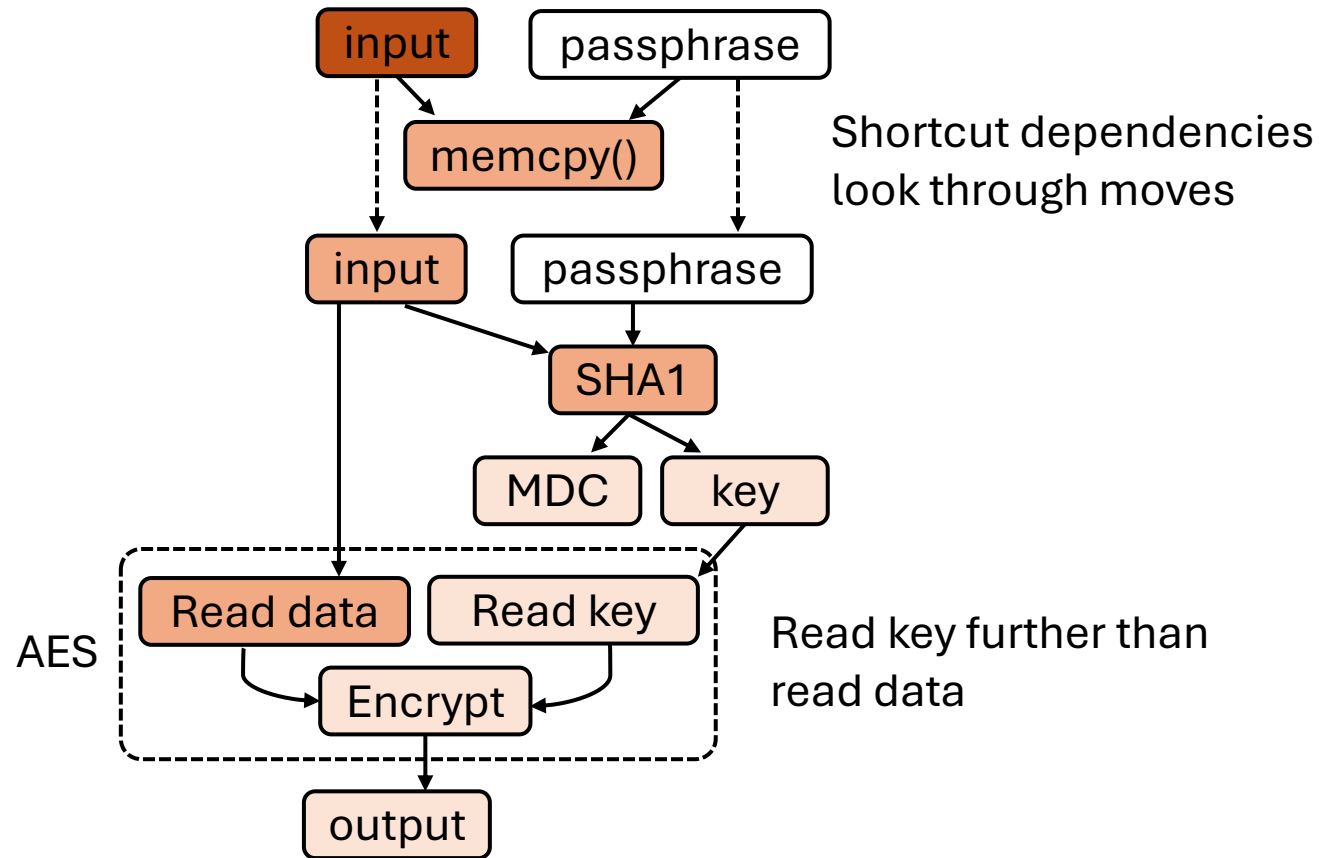 input
passphrase
memcpy()
Shortcut dependencies
look through moves
input
passphrase
SHA1
MDC
key
AES
Read data
Read key
Encrypt
Read key further than
read data
output